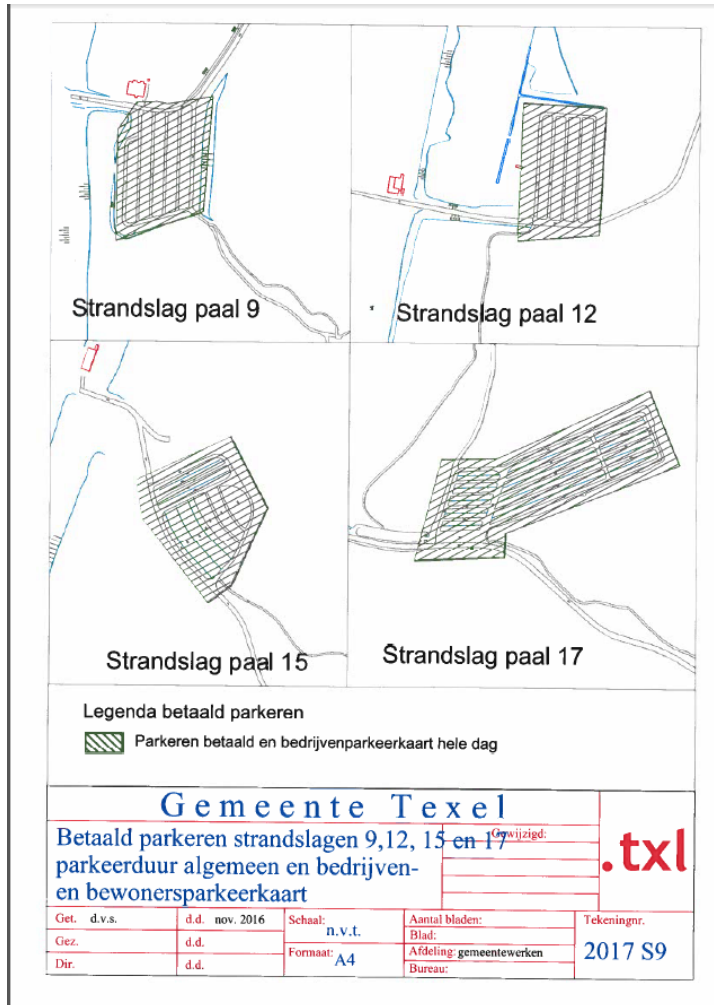 Strandslag paal 9
Strandslag paal 12
Strandslag paal 15
Strandslag paal 17
Legenda betaald parkeren
Parkeren betaald en bedrijvenparkeerkaart hele dag
Gemeente Texel
Betaald parkeren strandslagen 9,12, 15 en 17
parkeerduur algemeen en bedrijven-
en bewonersparkeerkaart
Gewijzigd:
.txl
Get. d.v.s. d.d. nov. 2016
Gez. d.d.
Dir. d.d.
Schaal: n.v.t.
Formaat: A4
Aantal bladen:
Blad:
Afdeling: gemeentewerken
Bureau:
Tekeningnr.
2017 S9